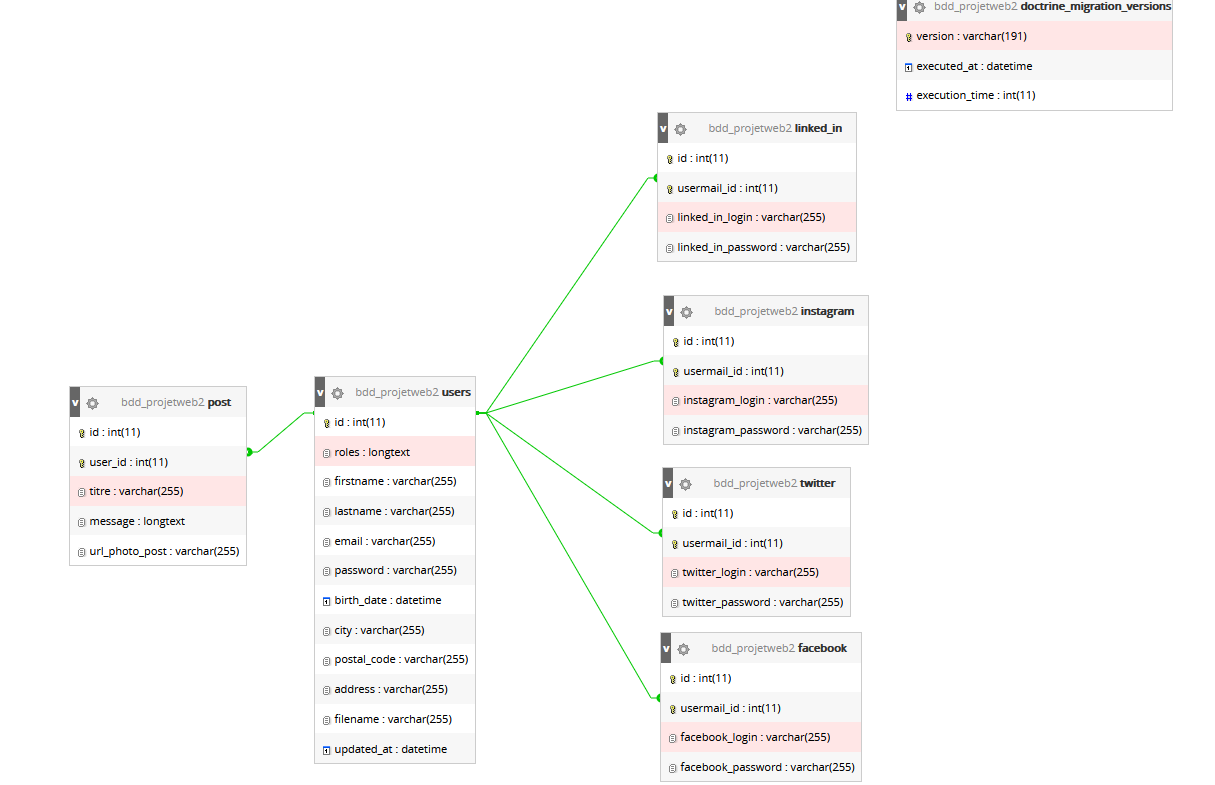 v bdd_projetweb2 doctrine_migration_versions
version : varchar(191)
executed_at : datetime
# execution_time : int(11)
v bdd_projetweb2 linked_in
id : int(11)
usermail_id : int(11)
linked_in_login : varchar(255)
linked_in_password : varchar(255)
v bdd_projetweb2 instagram
id : int(11)
usermail_id : int(11)
instagram_login : varchar(255)
instagram_password : varchar(255)
v bdd_projetweb2 post
id : int(11)
user_id : int(11)
titre : varchar(255)
message : longtext
url_photo_post : varchar(255)
v bdd_projetweb2 users
id : int(11)
roles : longtext
firstname : varchar(255)
lastname : varchar(255)
email : varchar(255)
password : varchar(255)
birth_date : datetime
city : varchar(255)
postal_code : varchar(255)
address : varchar(255)
filename : varchar(255)
updated_at : datetime
v bdd_projetweb2 twitter
id : int(11)
usermail_id : int(11)
twitter_login : varchar(255)
twitter_password : varchar(255)
v bdd_projetweb2 facebook
id : int(11)
usermail_id : int(11)
facebook_login : varchar(255)
facebook_password : varchar(255)